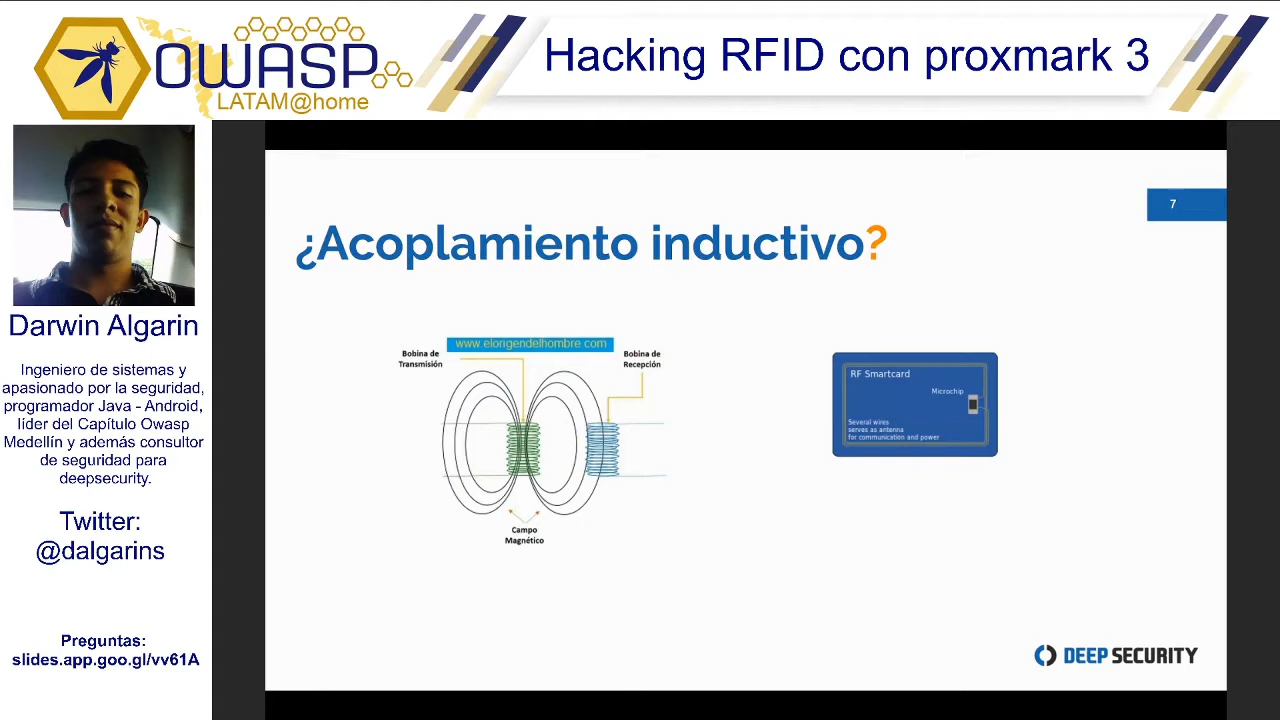 OWASP
LATAM@home
Hacking RFID con proxmark 3
Darwin Algarin
Ingeniero de sistemas y
apasionado por la seguridad,
programador Java - Android,
líder del Capítulo Owasp
Medellín y además consultor
de seguridad para
deepsecurity.
Twitter:
@dalgarins
Preguntas:
slides.app.goo.gl/vv61A
7
¿Acoplamiento inductivo?
www.elorigendelhombre.com
Bobina de
Transmisión
Bobina de
Recepción
Campo
Magnético
RF Smartcard
Microchip
Several wires
serves as antenna
for communication and power
DEEP SECURITY